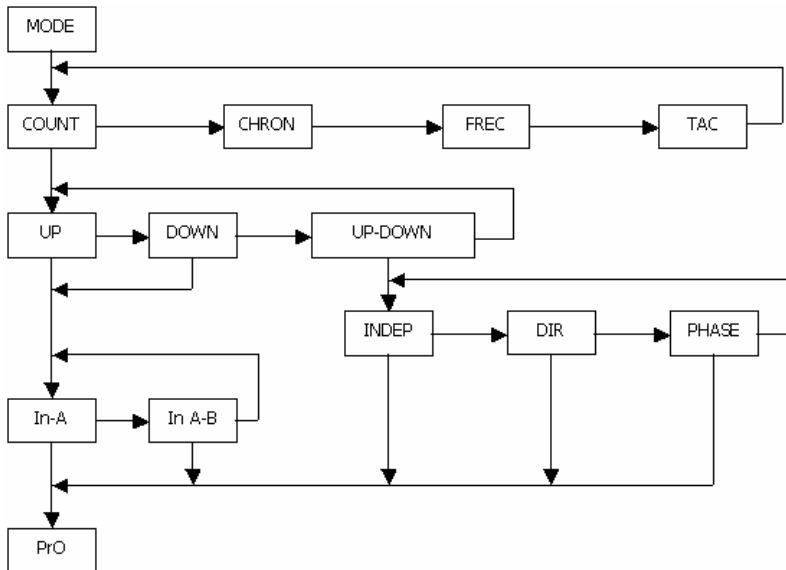 MODE
COUNT
CHRON
FREC
TAC
UP
DOWN
UP-DOWN
INDEP
DIR
PHASE
In-A
In A-B
PrO